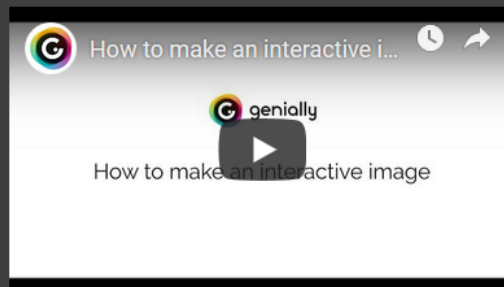 How to make an interactive i...
genially
How to make an interactive image